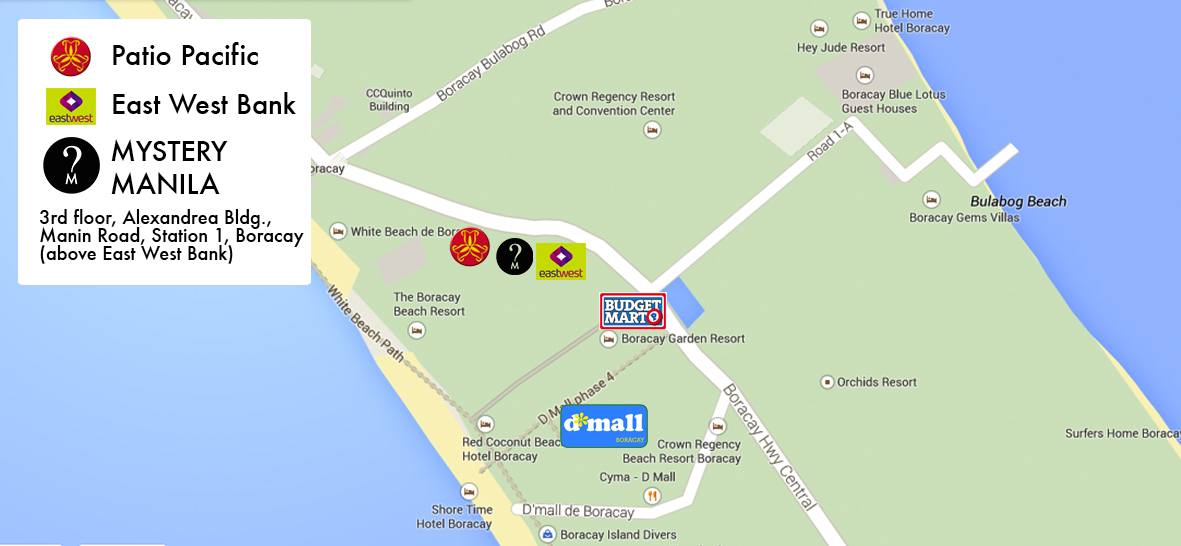 Patio Pacific
eastwest
East West Bank
?
M
MYSTERY
MANILA
3rd floor, Alexandrea Bldg.,
Manin Road, Station 1, Boracay
(above East West Bank)
Boracay Bulabog Rd
True Home
Hotel Boracay
Hey Jude Resort
CCQuinto
Building
Crown Regency Resort
and Convention Center
Boracay Blue Lotus
Guest Houses
Road 1-A
Bulabog Beach
Boracay Gems Villas
White Beach de Bora
?
M
eastwest
The Boracay
Beach Resort
White Beach Path
BUDGET
MART
Boracay Garden Resort
D Mall phase 4
Orchids Resort
d*mall
BORACAY
Boracay Hwy Central
Red Coconut Beac
Hotel Boracay
Crown Regency
Beach Resort Boracay
Surfers Home Boracay
Cyma - D Mall
Shore Time
Hotel Boracay
D'mall de Boracay
Boracay Island Divers